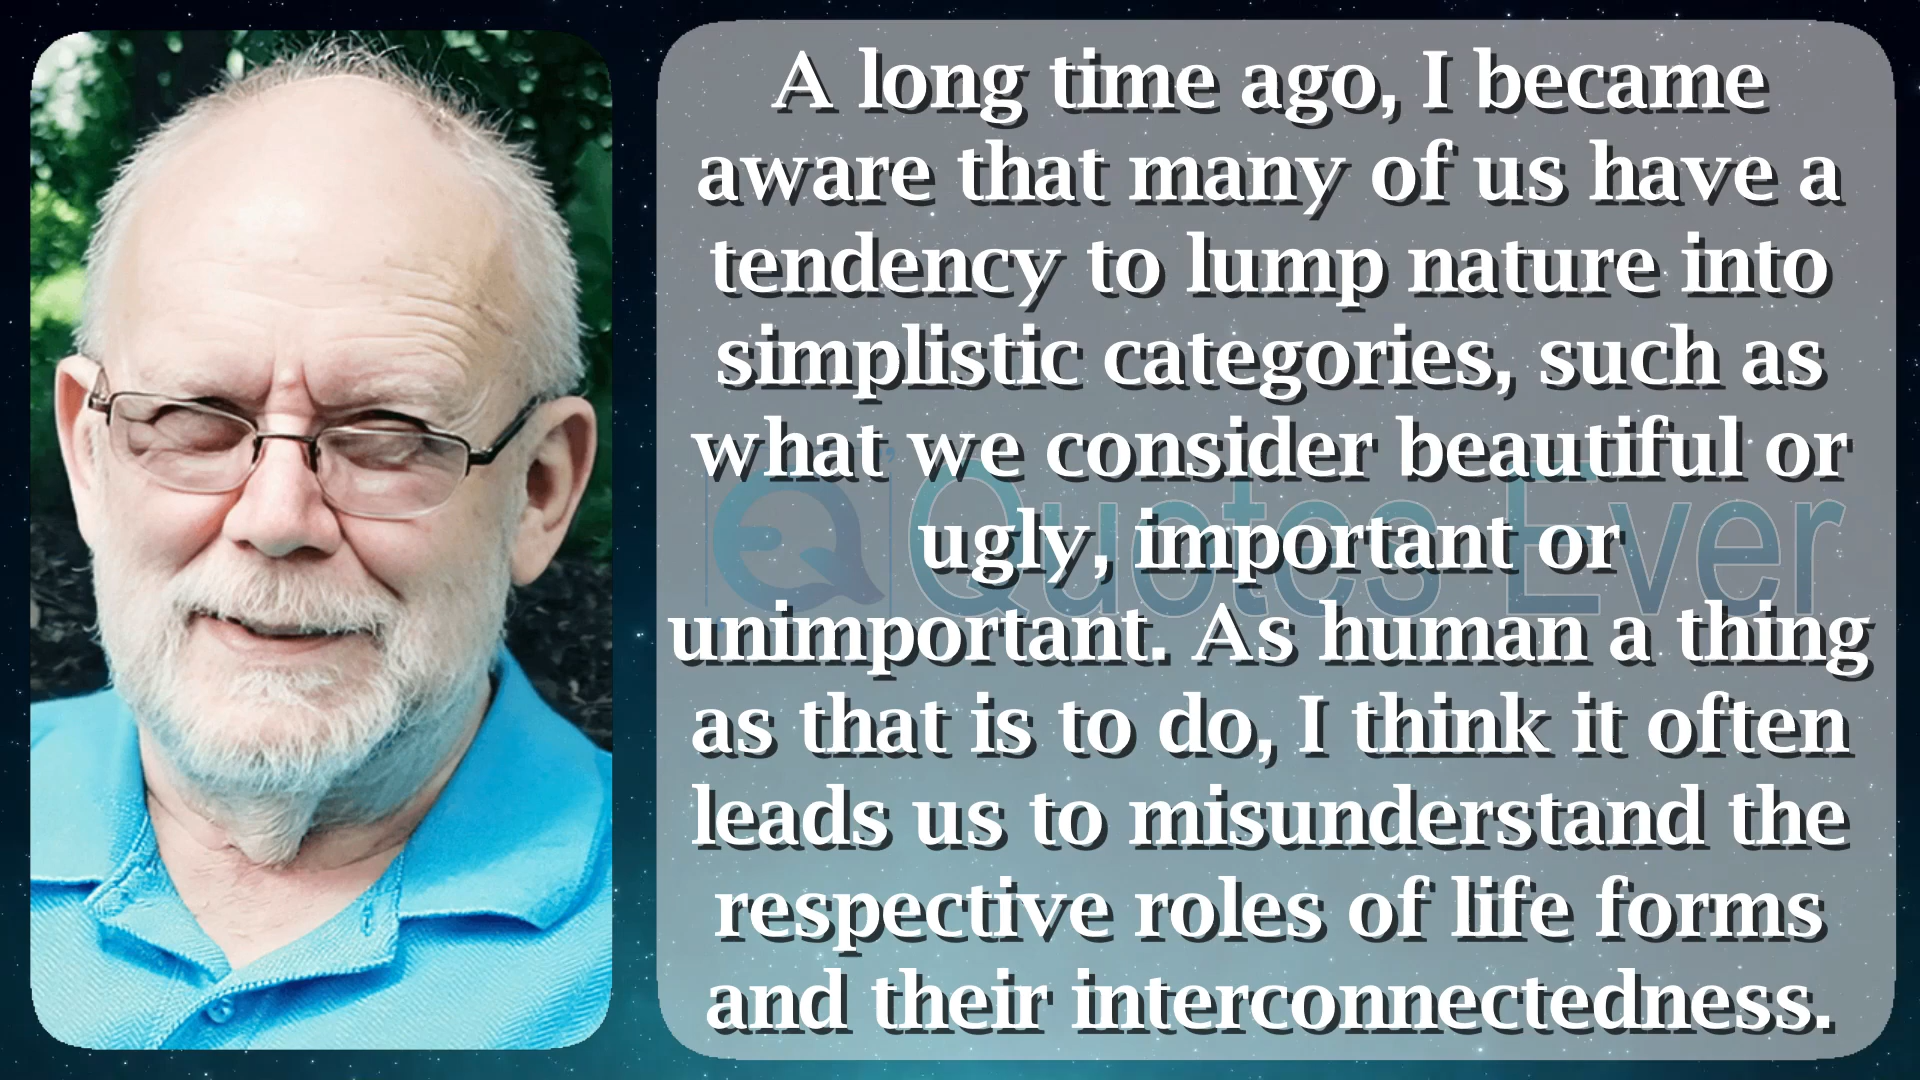 A long time ago, I became
aware that many of us have a
tendency to lump nature into
simplistic categories, such as
what we consider beautiful or
ugly, important or
unimportant. As human a thing
as that is to do, I think it often
leads us to misunderstand the
respective roles of life forms
and their interconnectedness.
Quotes Ever